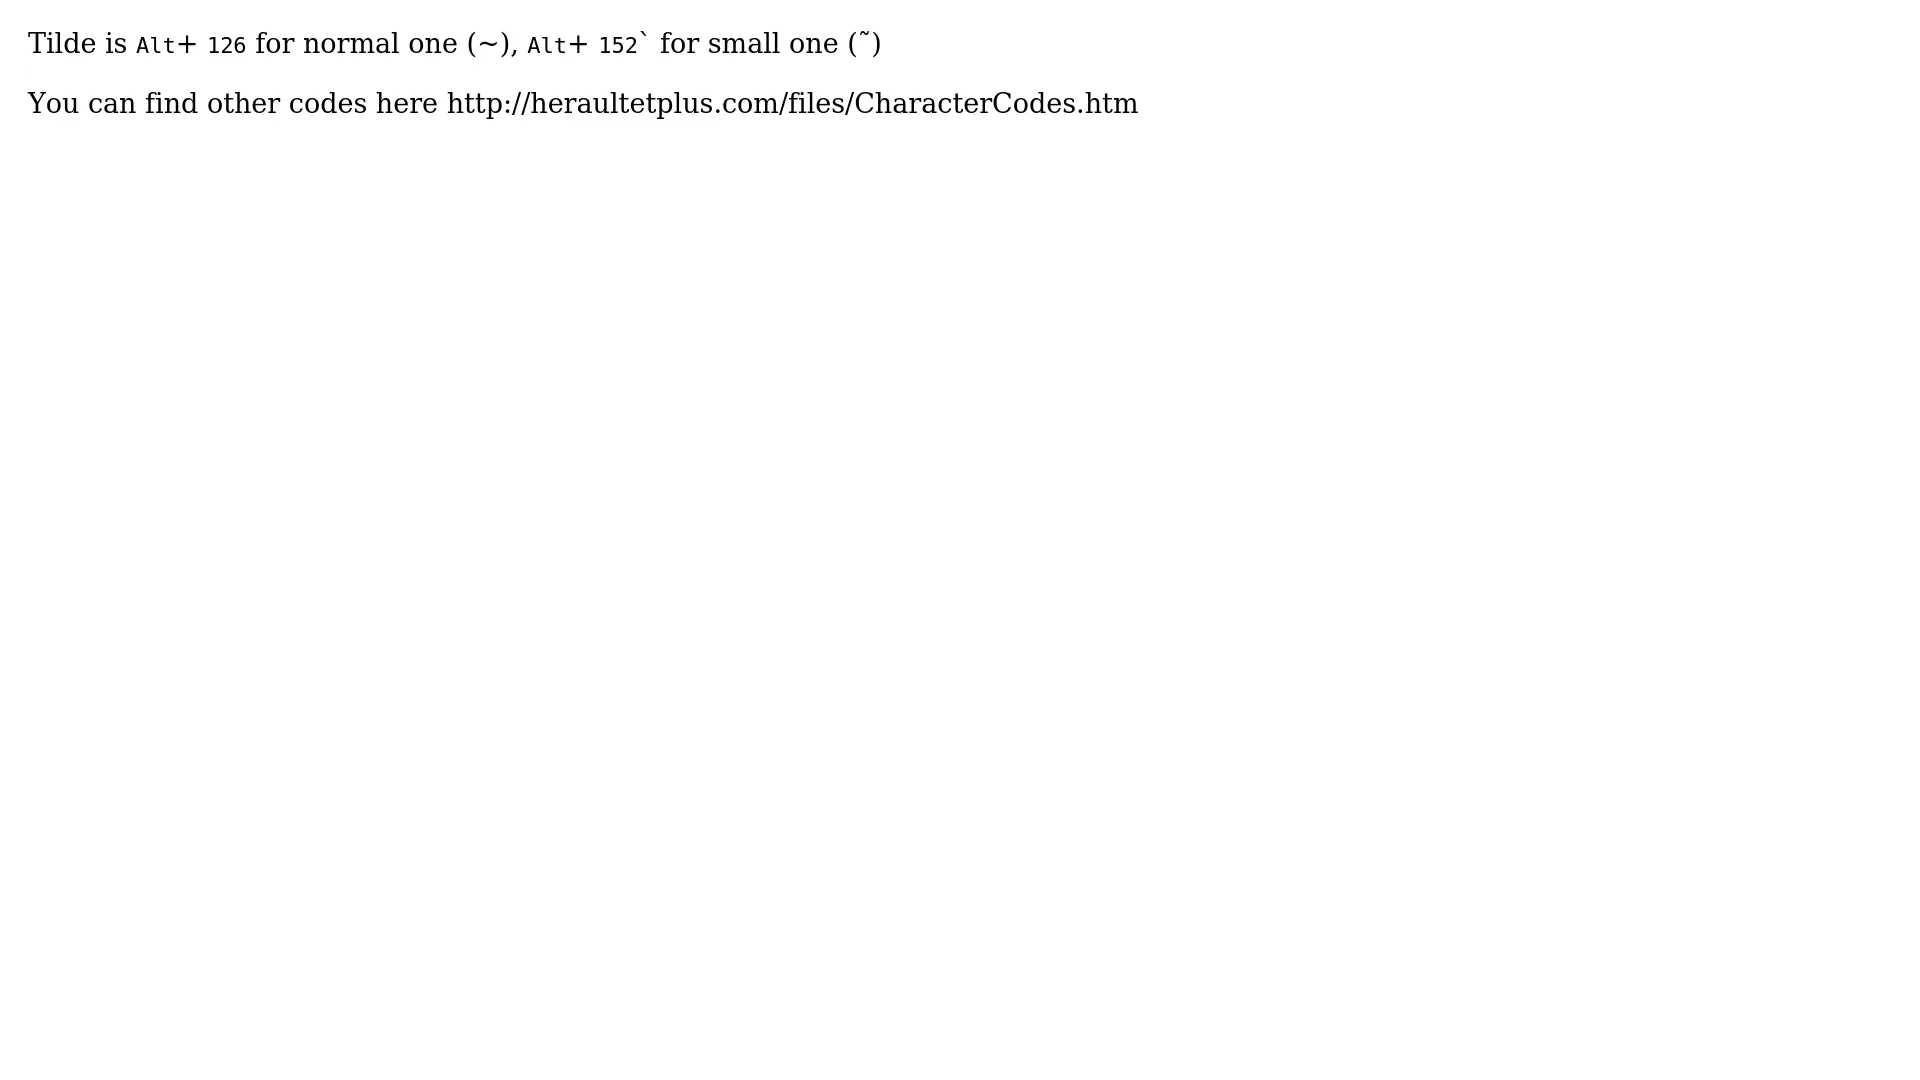 Tilde is Alt+ 126 for normal one (~), Alt+ 152` for small one (˜)
You can find other codes here http://heraultetplus.com/files/CharacterCodes.htm